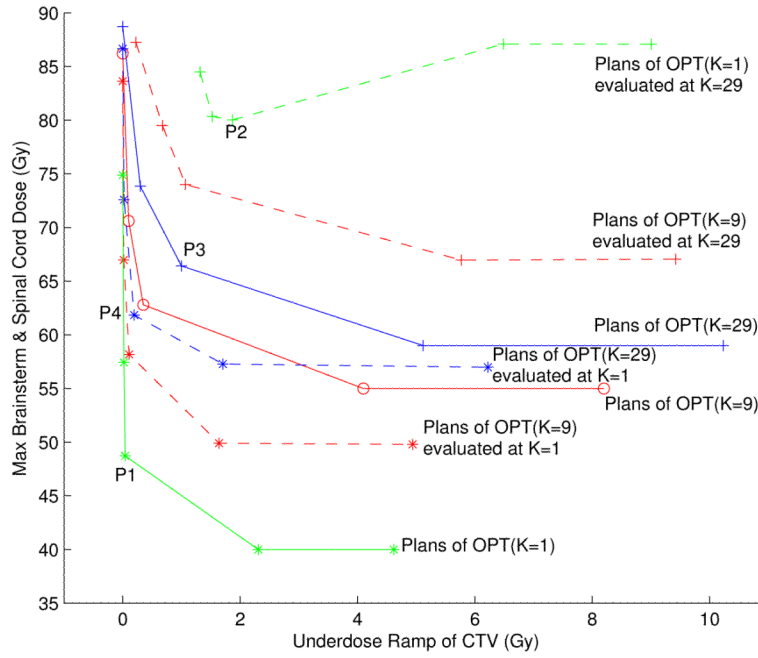 90
85
80
75
70
65
60
55
50
45
40
35
0
2
4
6
8
10
Max Brainsterm & Spinal Cord Dose (Gy)
Underdose Ramp of CTV (Gy)
Plans of OPT(K=1)
evaluated at K=29
P2
Plans of OPT(K=9)
evaluated at K=29
P3
P4
Plans of OPT(K=29)
Plans of OPT(K=29)
evaluated at K=1
Plans of OPT(K=9)
Plans of OPT(K=9)
evaluated at K=1
P1
Plans of OPT(K=1)